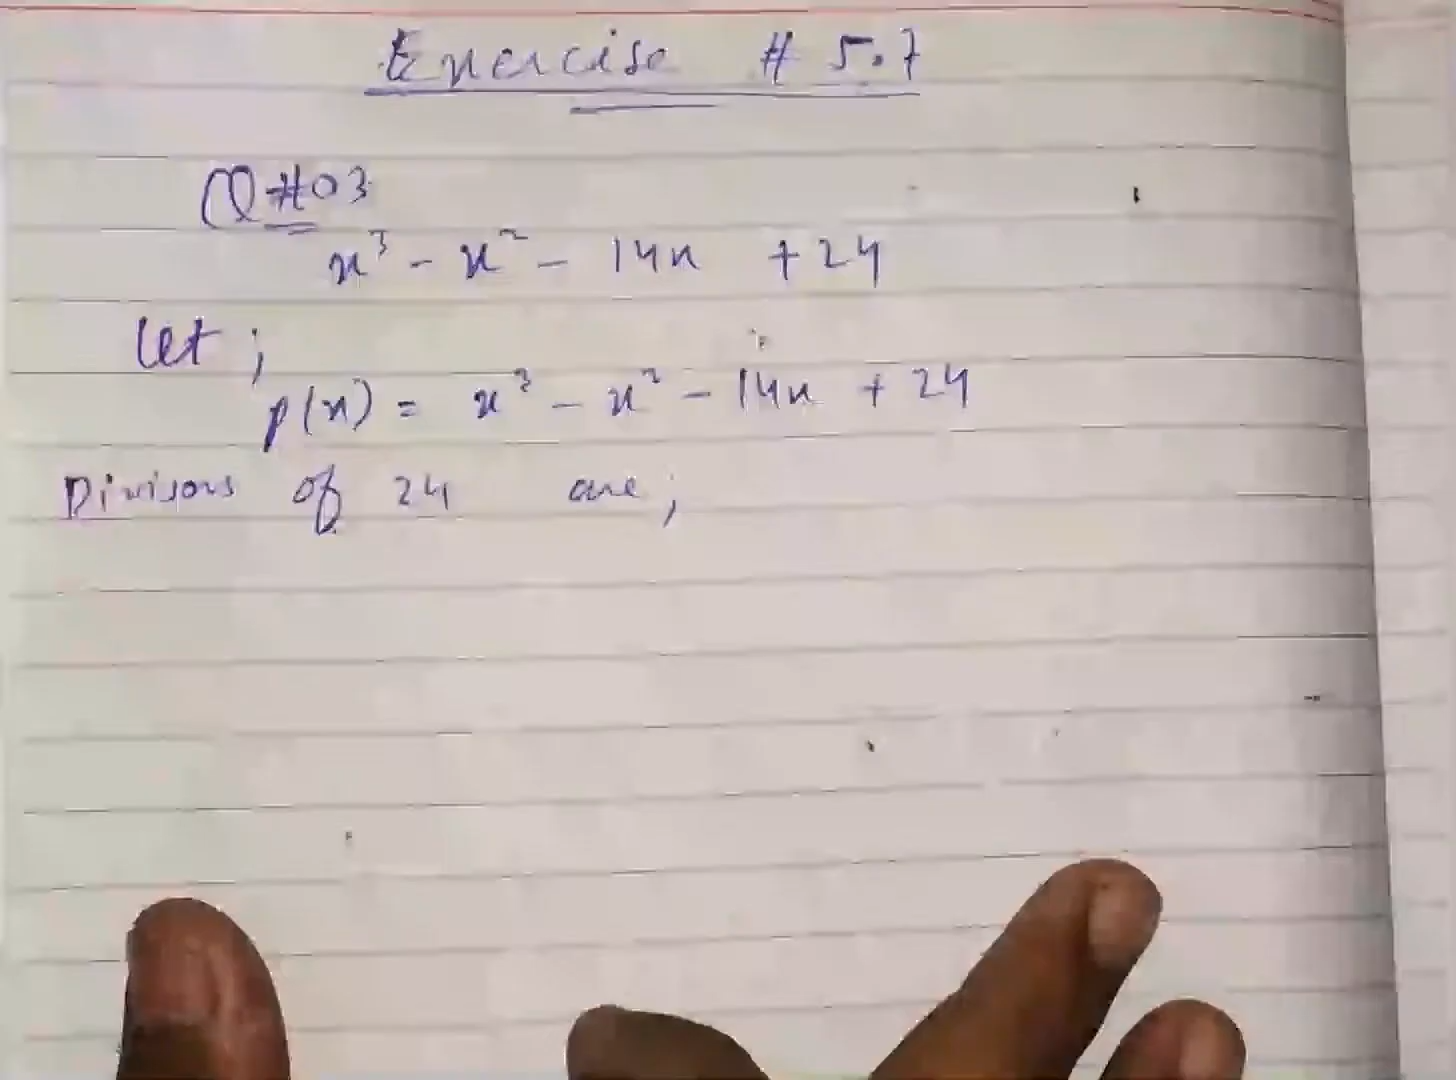 Exercise # 5.7
Q#03
x³ - x² - 14x + 24
let ;
p(x) = x³ - x² - 14x + 24
Divisors of 24 are ;